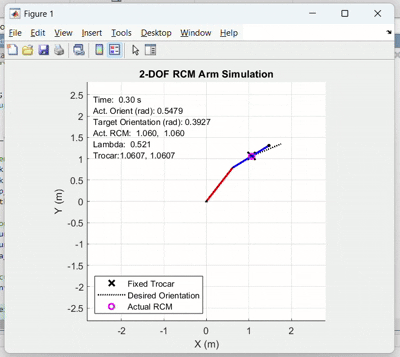 Figure 1
File Edit View Insert Tools Desktop Window Help
2-DOF RCM Arm Simulation
Time: 0.30 s
Act. Orient (rad): 0.5479
Target Orientation (rad): 0.3927
Act. RCM: 1.060, 1.060
Lambda: 0.521
Trocar:1.0607, 1.0607
Y (m)
2.5
2
1.5
1
0.5
0
-0.5
-1
-1.5
-2
-2.5
Fixed Trocar
Desired Orientation
Actual RCM
-2 -1 0 1 2
X (m)